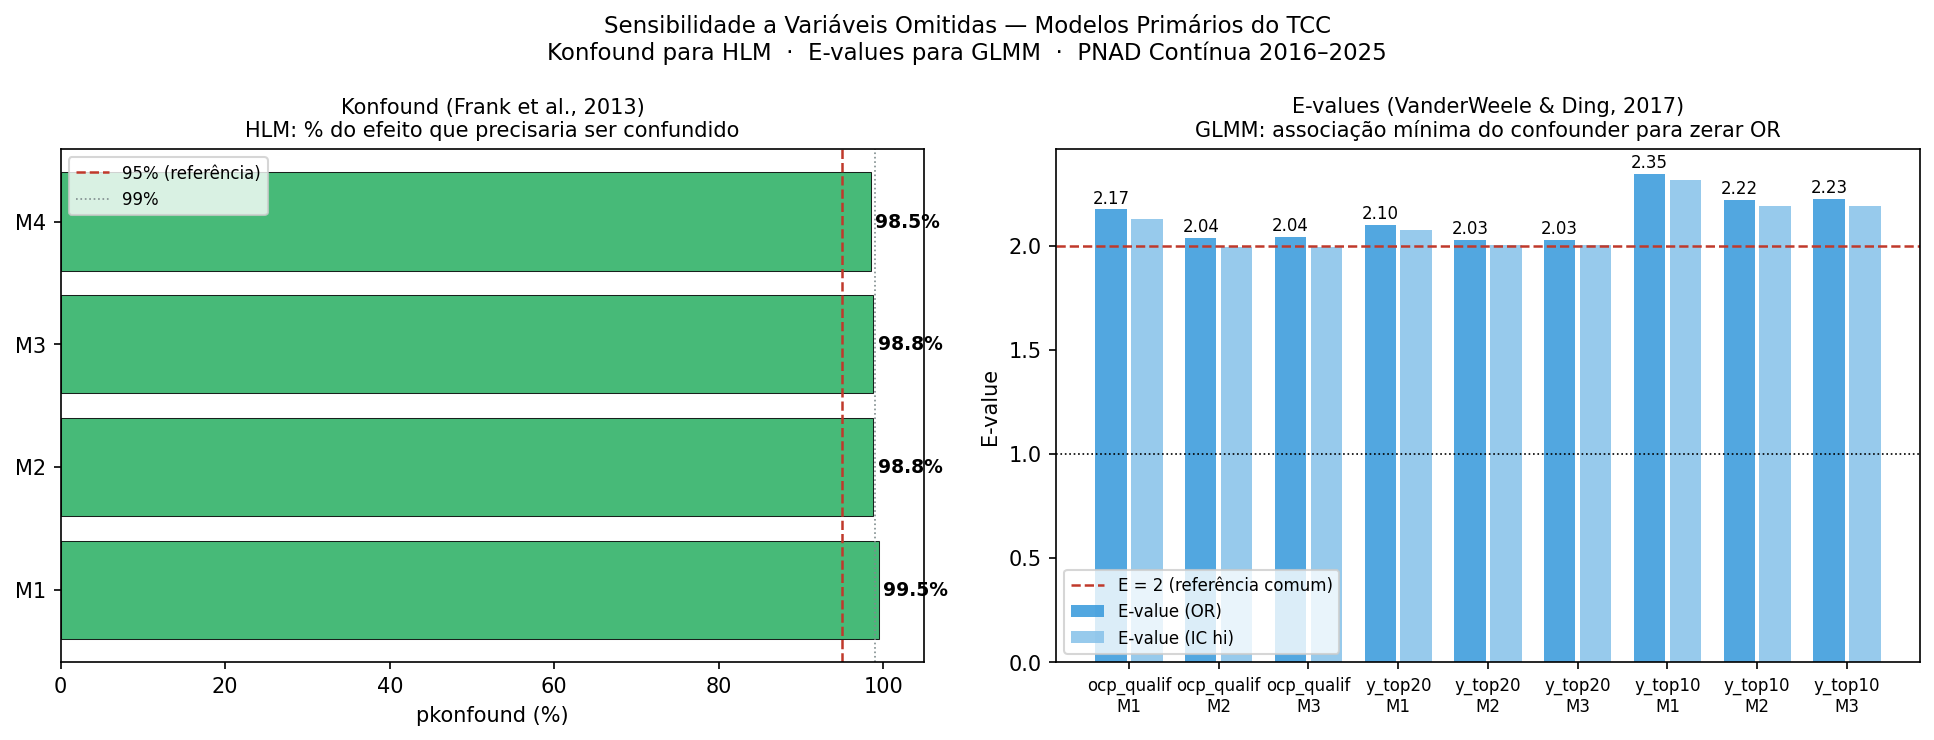 Sensibilidade a Variáveis Omitidas — Modelos Primários do TCC
Konfound para HLM · E-values para GLMM · PNAD Contínua 2016–2025
Konfound (Frank et al., 2013)
HLM: % do efeito que precisaria ser confundido
95% (referência)
99%
M4
98.5%
M3
98.8%
M2
98.8%
M1
99.5%
0 20 40 60 80 100
pkonfound (%)
E-values (VanderWeele & Ding, 2017)
GLMM: associação mínima do confounder para zerar OR
E-value
2.0
1.5
1.0
0.5
0.0
2.17 2.04 2.04 2.10 2.03 2.03 2.35 2.22 2.23
E = 2 (referência comum)
E-value (OR)
E-value (IC hi)
ocp_qualif ocp_qualif ocp_qualif y_top20 y_top20 y_top20 y_top10 y_top10 y_top10
M1 M2 M3 M1 M2 M3 M1 M2 M3